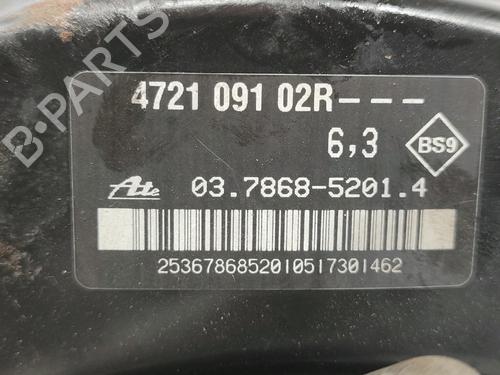 B-PARTS
4721 091 02R---
6,3 BS9
Ate 03.7868-5201.4
2536786852010517301462